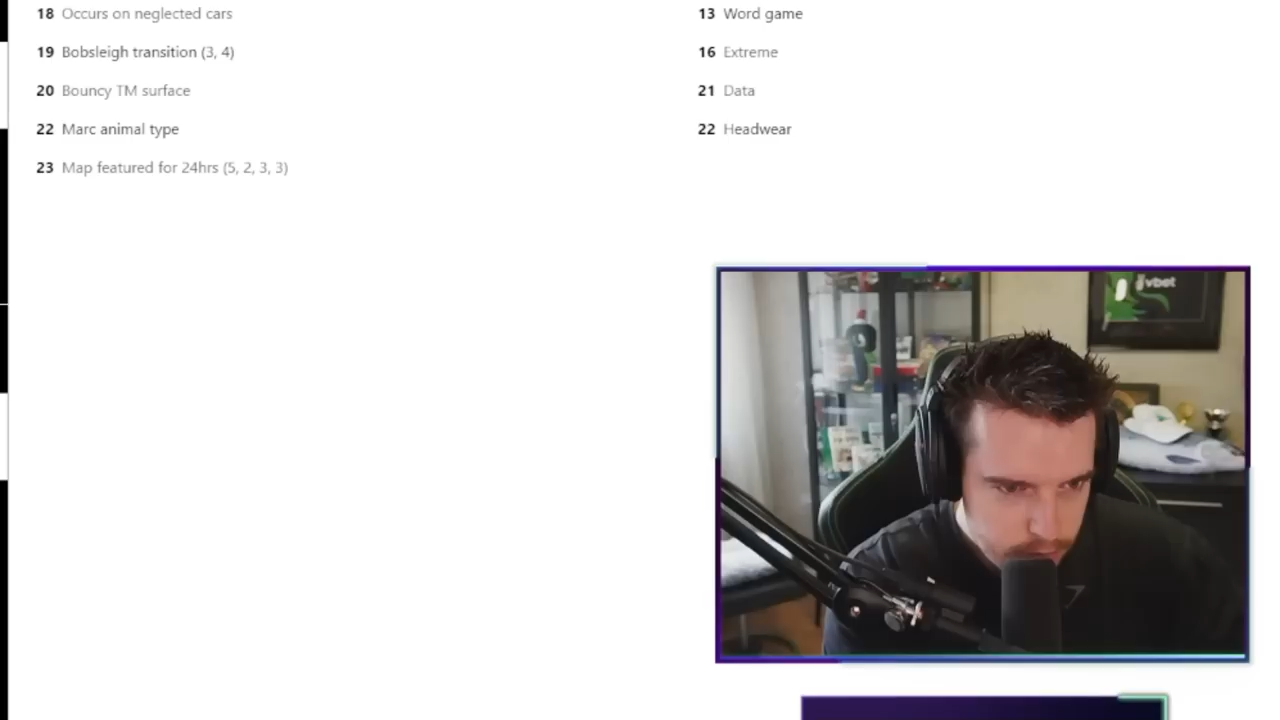 18 Occurs on neglected cars
19 Bobsleigh transition (3, 4)
20 Bouncy TM surface
22 Marc animal type
23 Map featured for 24hrs (5, 2, 3, 3)
13 Word game
16 Extreme
21 Data
22 Headwear
vbet